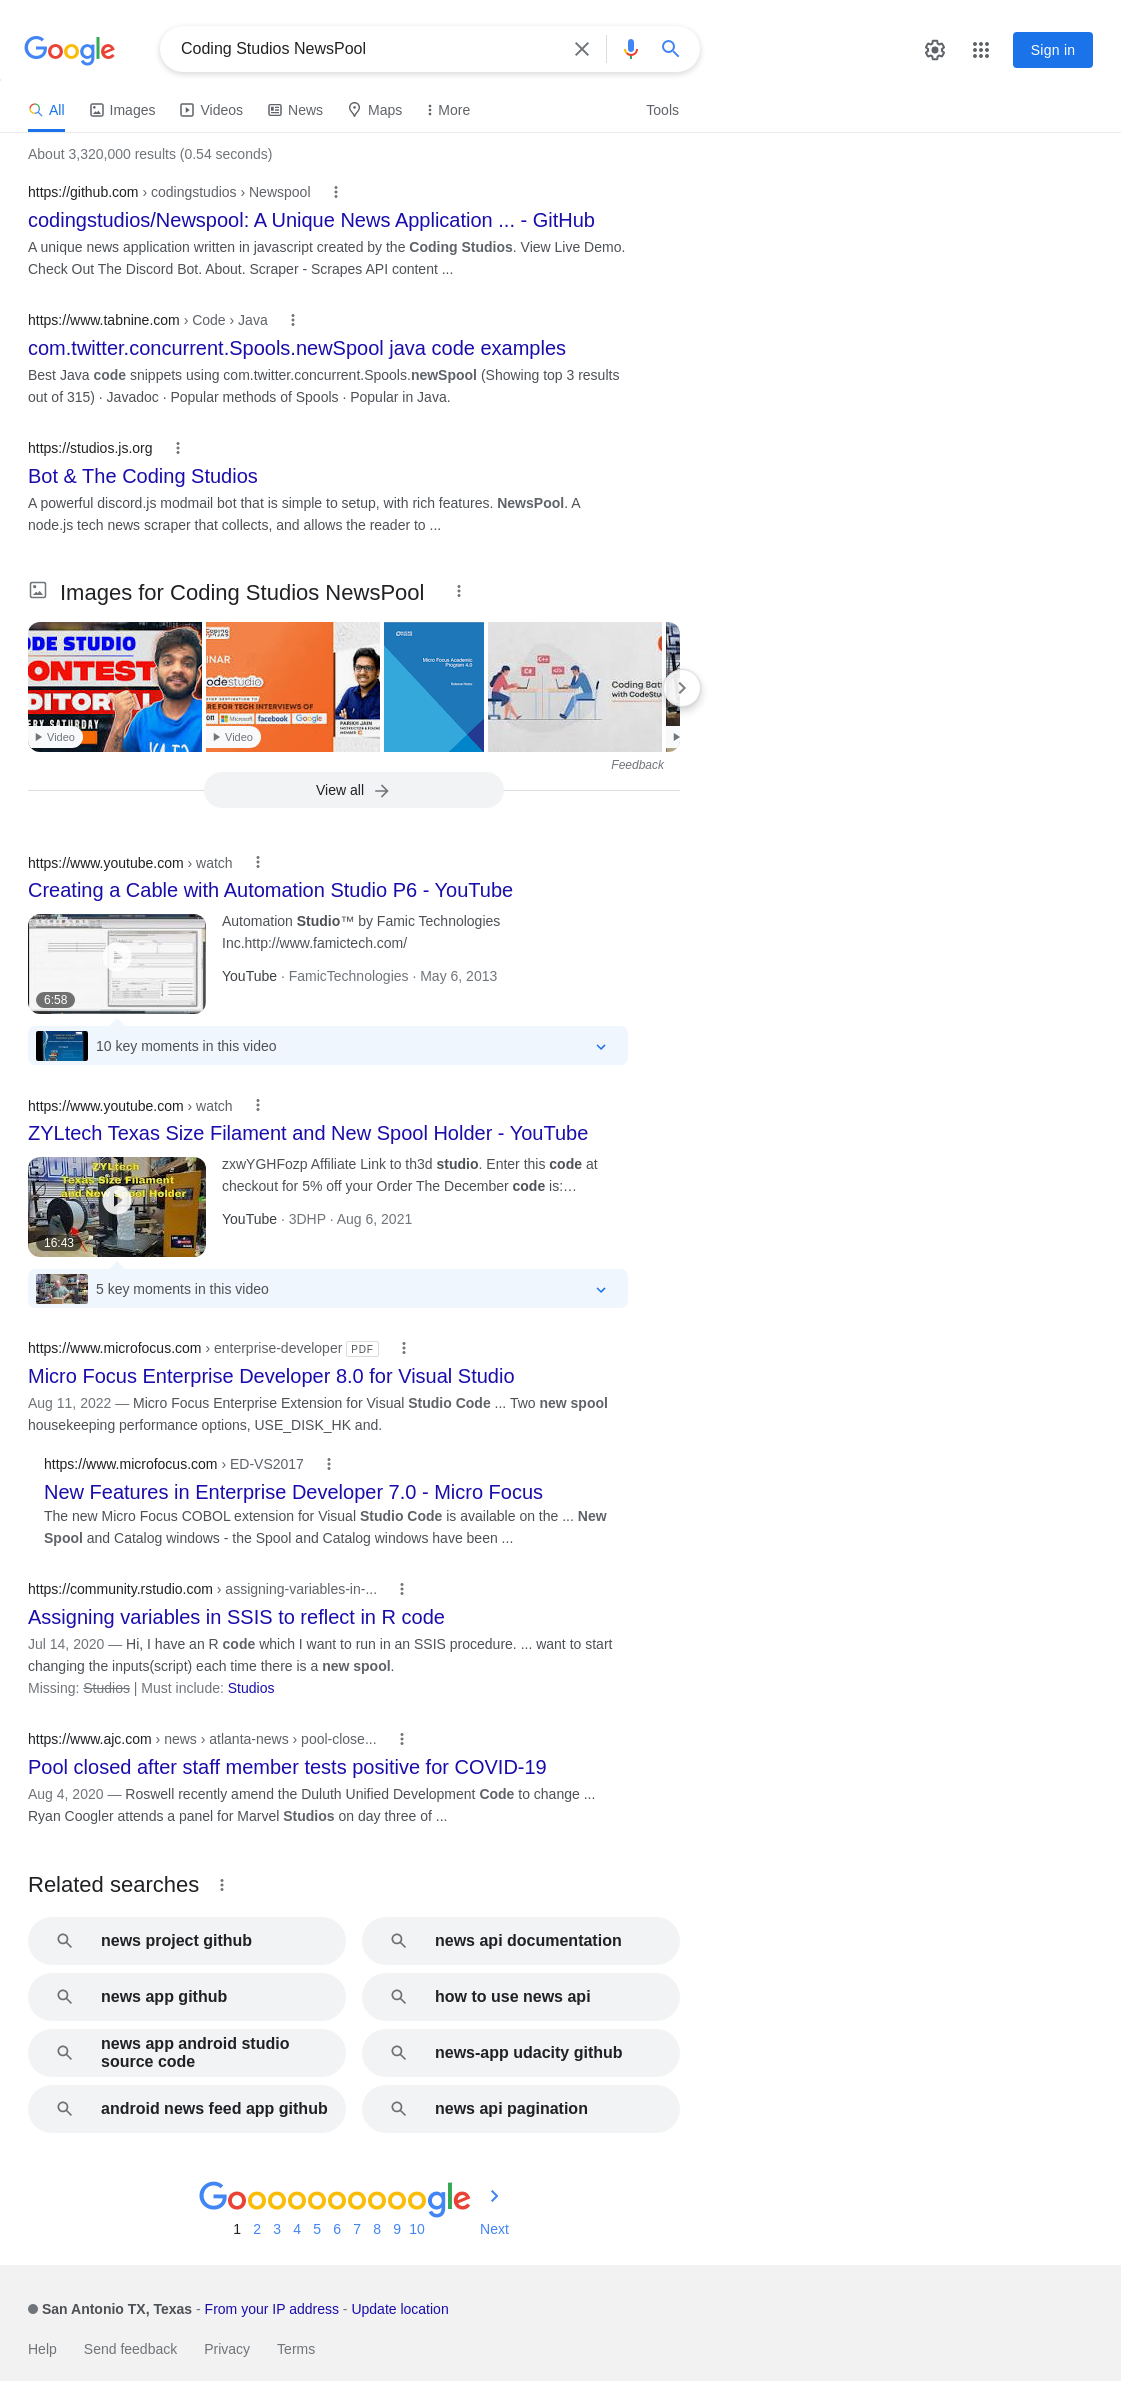 Google
Coding Studios NewsPool
Sign in
All
Images
Videos
News
Maps
More
Tools
About 3,320,000 results (0.54 seconds)
https://github.com › codingstudios › Newspool
codingstudios/Newspool: A Unique News Application ... - GitHub
A unique news application written in javascript created by the Coding Studios. View Live Demo.
Check Out The Discord Bot. About. Scraper - Scrapes API content ...
https://www.tabnine.com › Code › Java
com.twitter.concurrent.Spools.newSpool java code examples
Best Java code snippets using com.twitter.concurrent.Spools.newSpool (Showing top 3 results
out of 315) · Javadoc · Popular methods of Spools · Popular in Java.
https://studios.js.org
Bot & The Coding Studios
A powerful discord.js modmail bot that is simple to setup, with rich features. NewsPool. A
node.js tech news scraper that collects, and allows the reader to ...
Images for Coding Studios NewsPool
ODE STUDIO
ONTEST
DITORIAL
RY SATURDAY
Video
Coding
NINJAS
INAR
odestudio
RE FOR TECH INTERVIEWS OF
Microsoft
facebook
Google
PARIKH JAIN
Video
Micro Focus Academic
Program 4.0
Release Notes
C++
C#
</>
Coding Batt
with CodeStud
Feedback
View all
https://www.youtube.com › watch
Creating a Cable with Automation Studio P6 - YouTube
6:58
Automation Studio™ by Famic Technologies
Inc.http://www.famictech.com/
YouTube · FamicTechnologies · May 6, 2013
10 key moments in this video
https://www.youtube.com › watch
ZYLtech Texas Size Filament and New Spool Holder - YouTube
ZYLtech
Texas Size Filament
and New Spool Holder
16:43
zxwYGHFozp Affiliate Link to th3d studio. Enter this code at
checkout for 5% off your Order The December code is:…
YouTube · 3DHP · Aug 6, 2021
5 key moments in this video
https://www.microfocus.com › enterprise-developer PDF
Micro Focus Enterprise Developer 8.0 for Visual Studio
Aug 11, 2022 — Micro Focus Enterprise Extension for Visual Studio Code ... Two new spool
housekeeping performance options, USE_DISK_HK and.
https://www.microfocus.com › ED-VS2017
New Features in Enterprise Developer 7.0 - Micro Focus
The new Micro Focus COBOL extension for Visual Studio Code is available on the ... New
Spool and Catalog windows - the Spool and Catalog windows have been ...
https://community.rstudio.com › assigning-variables-in-...
Assigning variables in SSIS to reflect in R code
Jul 14, 2020 — Hi, I have an R code which I want to run in an SSIS procedure. ... want to start
changing the inputs(script) each time there is a new spool.
Missing: Studios | Must include: Studios
https://www.ajc.com › news › atlanta-news › pool-close...
Pool closed after staff member tests positive for COVID-19
Aug 4, 2020 — Roswell recently amend the Duluth Unified Development Code to change ...
Ryan Coogler attends a panel for Marvel Studios on day three of ...
Related searches
news project github
news api documentation
news app github
how to use news api
news app android studio
source code
news-app udacity github
android news feed app github
news api pagination
Goooooooooogle
1 2 3 4 5 6 7 8 9 10 Next
San Antonio TX, Texas - From your IP address - Update location
Help Send feedback Privacy Terms